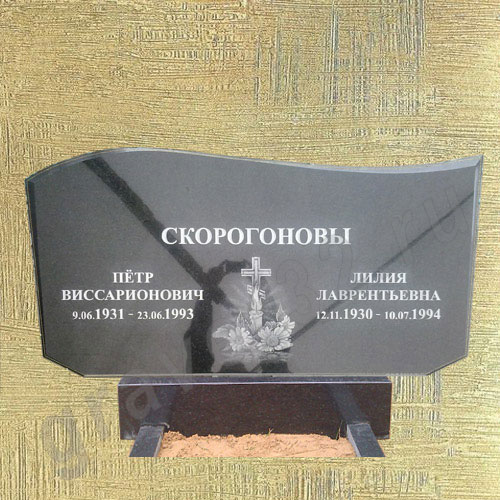 СКОРОГОНОВЫ
ПЁТР
ВИССАРИОНОВИЧ
9.06.1931 - 23.06.1993
ЛИЛИЯ
ЛАВРЕНТЬЕВНА
12.11.1930 - 10.07.1994